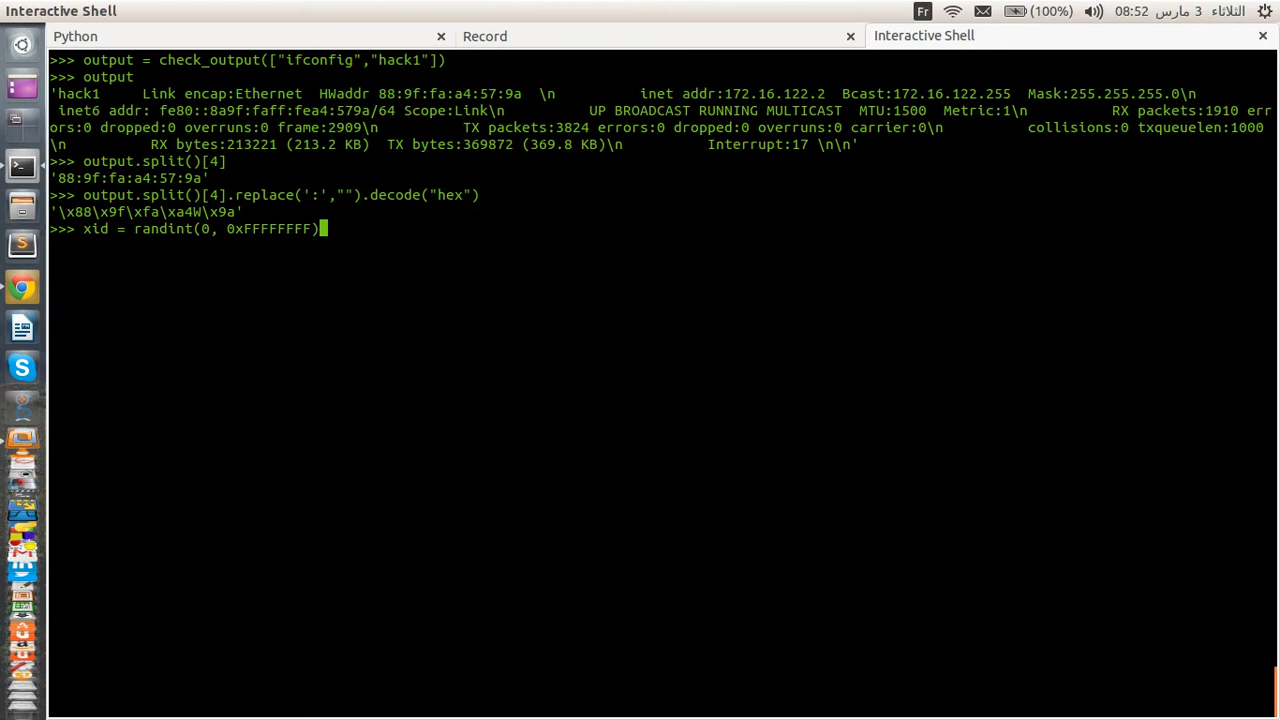 Interactive Shell
Fr (100%) 08:52 الثلاثاء 3 مارس
Python Record Interactive Shell
>>> output = check_output(["ifconfig","hack1"])
>>> output
'hack1     Link encap:Ethernet  HWaddr 88:9f:fa:a4:57:9a  \n          inet addr:172.16.122.2  Bcast:172.16.122.255  Mask:255.255.255.0\n
 inet6 addr: fe80::8a9f:faff:fea4:579a/64 Scope:Link\n          UP BROADCAST RUNNING MULTICAST  MTU:1500  Metric:1\n          RX packets:1910 err
ors:0 dropped:0 overruns:0 frame:2909\n          TX packets:3824 errors:0 dropped:0 overruns:0 carrier:0\n          collisions:0 txqueuelen:1000
\n          RX bytes:213221 (213.2 KB)  TX bytes:369872 (369.8 KB)\n            Interrupt:17 \n\n'
>>> output.split()[4]
'88:9f:fa:a4:57:9a'
>>> output.split()[4].replace(':',"").decode("hex")
'\x88\x9f\xfa\xa4W\x9a'
>>> xid = randint(0, 0xFFFFFFFF)